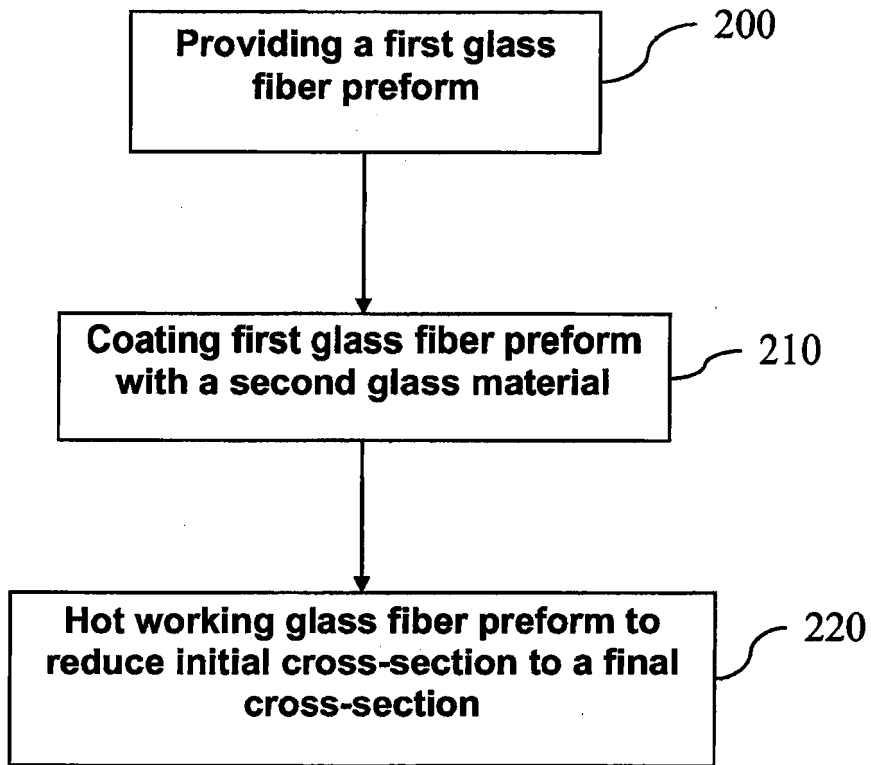 Providing a first glass
fiber preform
200
Coating first glass fiber preform
with a second glass material
210
Hot working glass fiber preform to
reduce initial cross-section to a final
cross-section
220